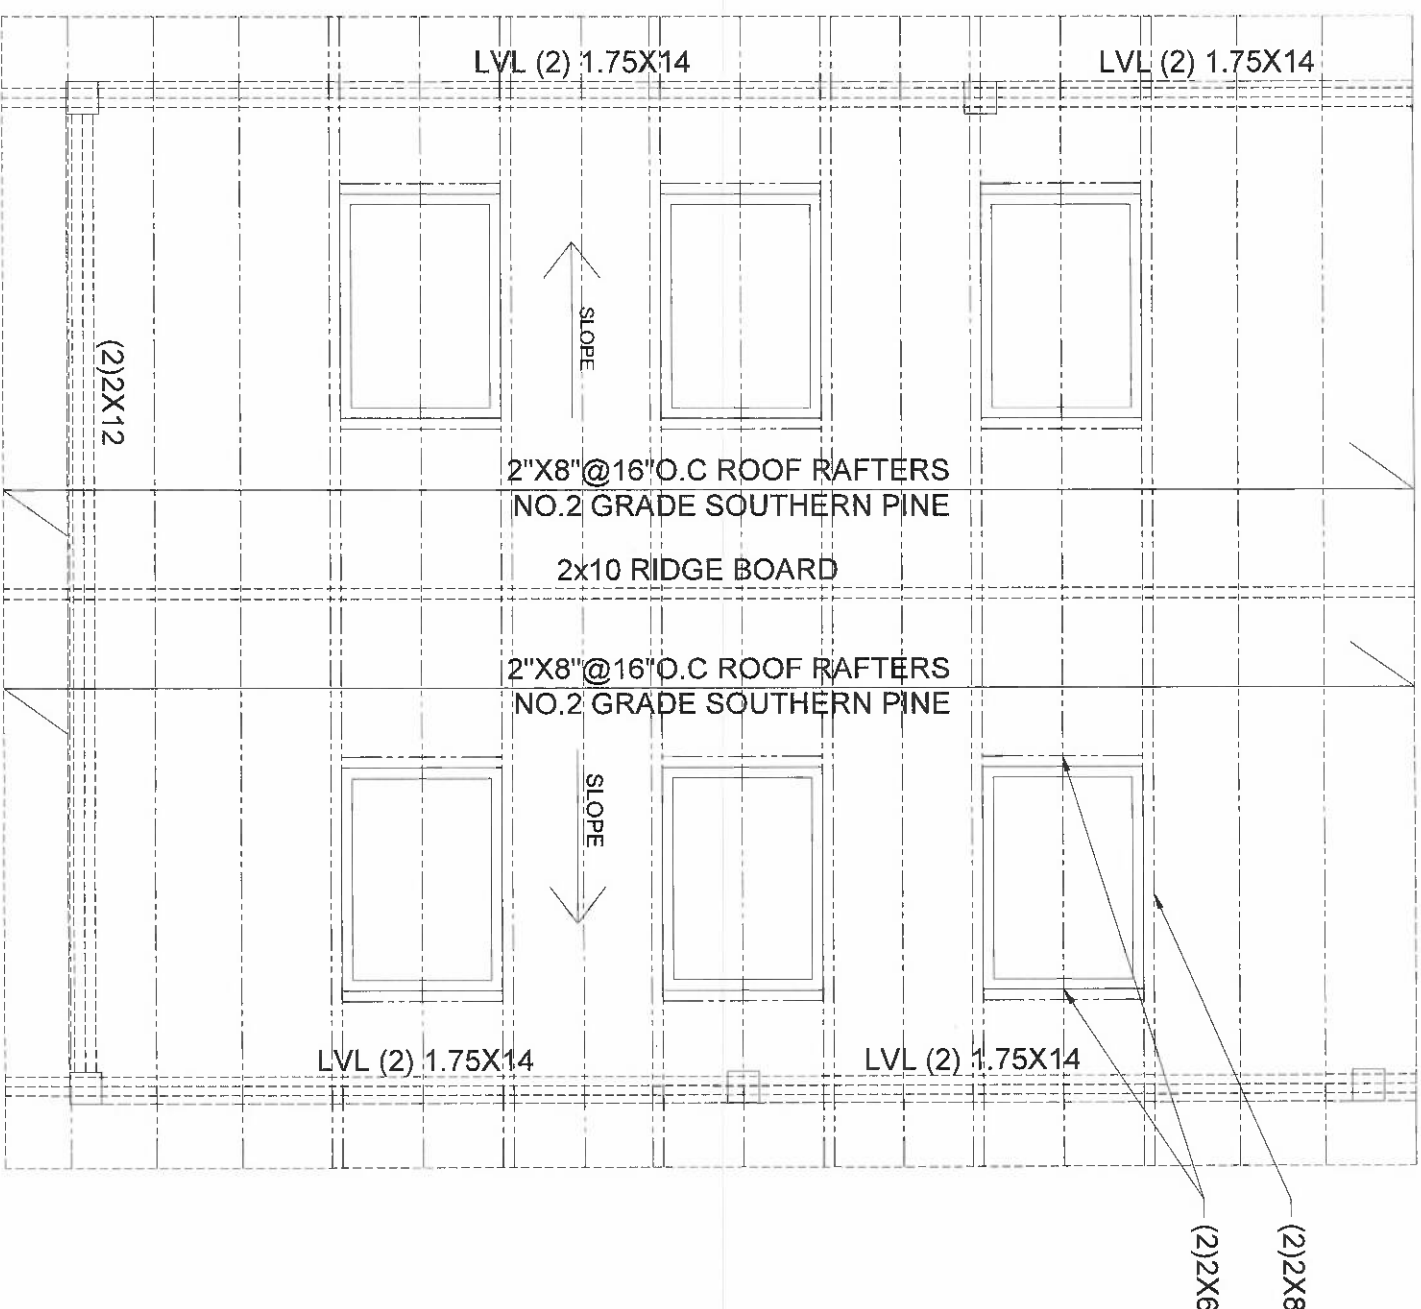 LVL (2) 1.75X14
LVL (2) 1.75X14
SLOPE
(2)2X12
2"X8"@16"O.C ROOF RAFTERS
NO.2 GRADE SOUTHERN PINE
2x10 RIDGE BOARD
2"X8"@16"O.C ROOF RAFTERS
NO.2 GRADE SOUTHERN PINE
SLOPE
LVL (2) 1.75X14
LVL (2) 1.75X14
(2)2X6
(2)2X8